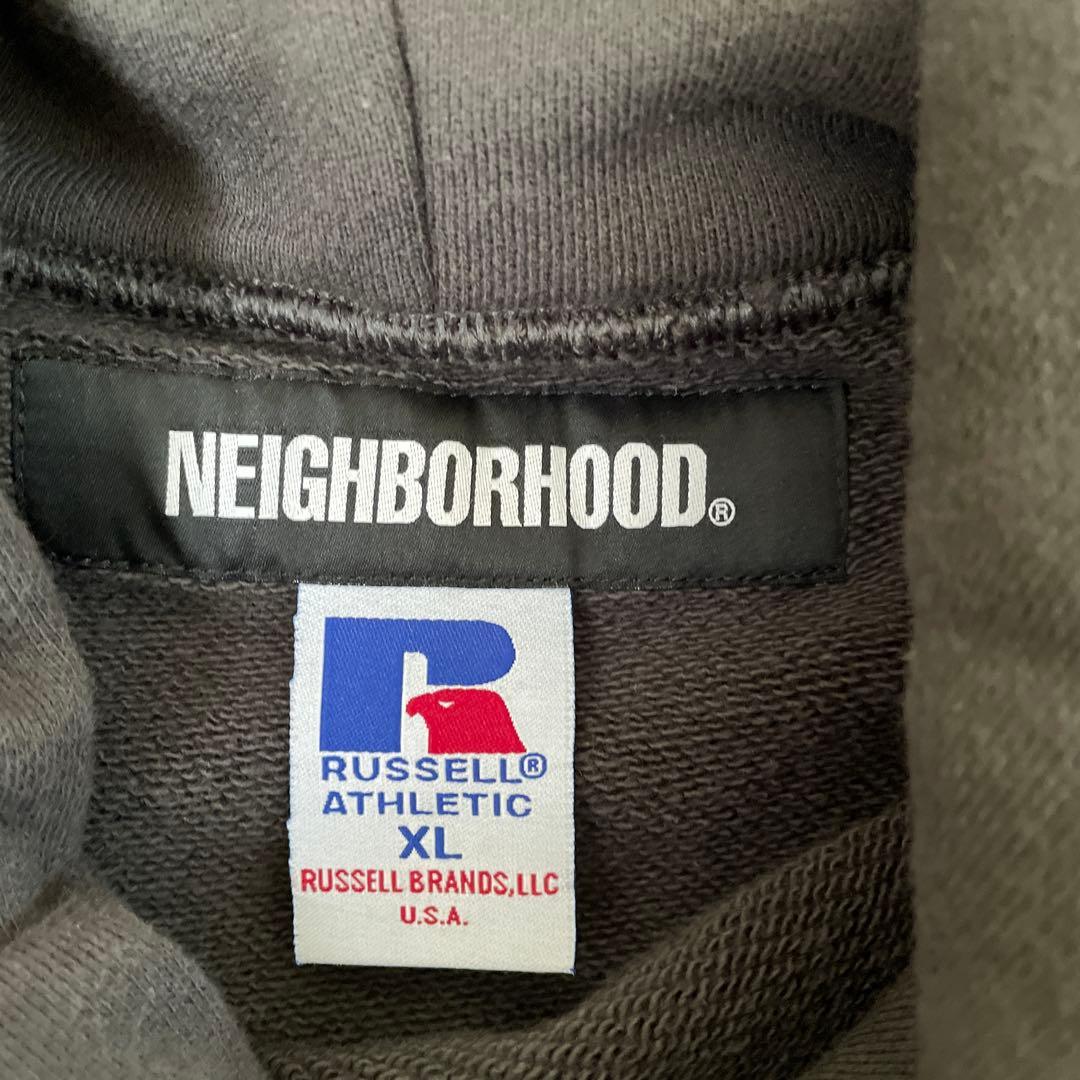 NEIGHBORHOOD.®
R
RUSSELL®
ATHLETIC
XL
RUSSELL BRANDS,LLC
U.S.A.